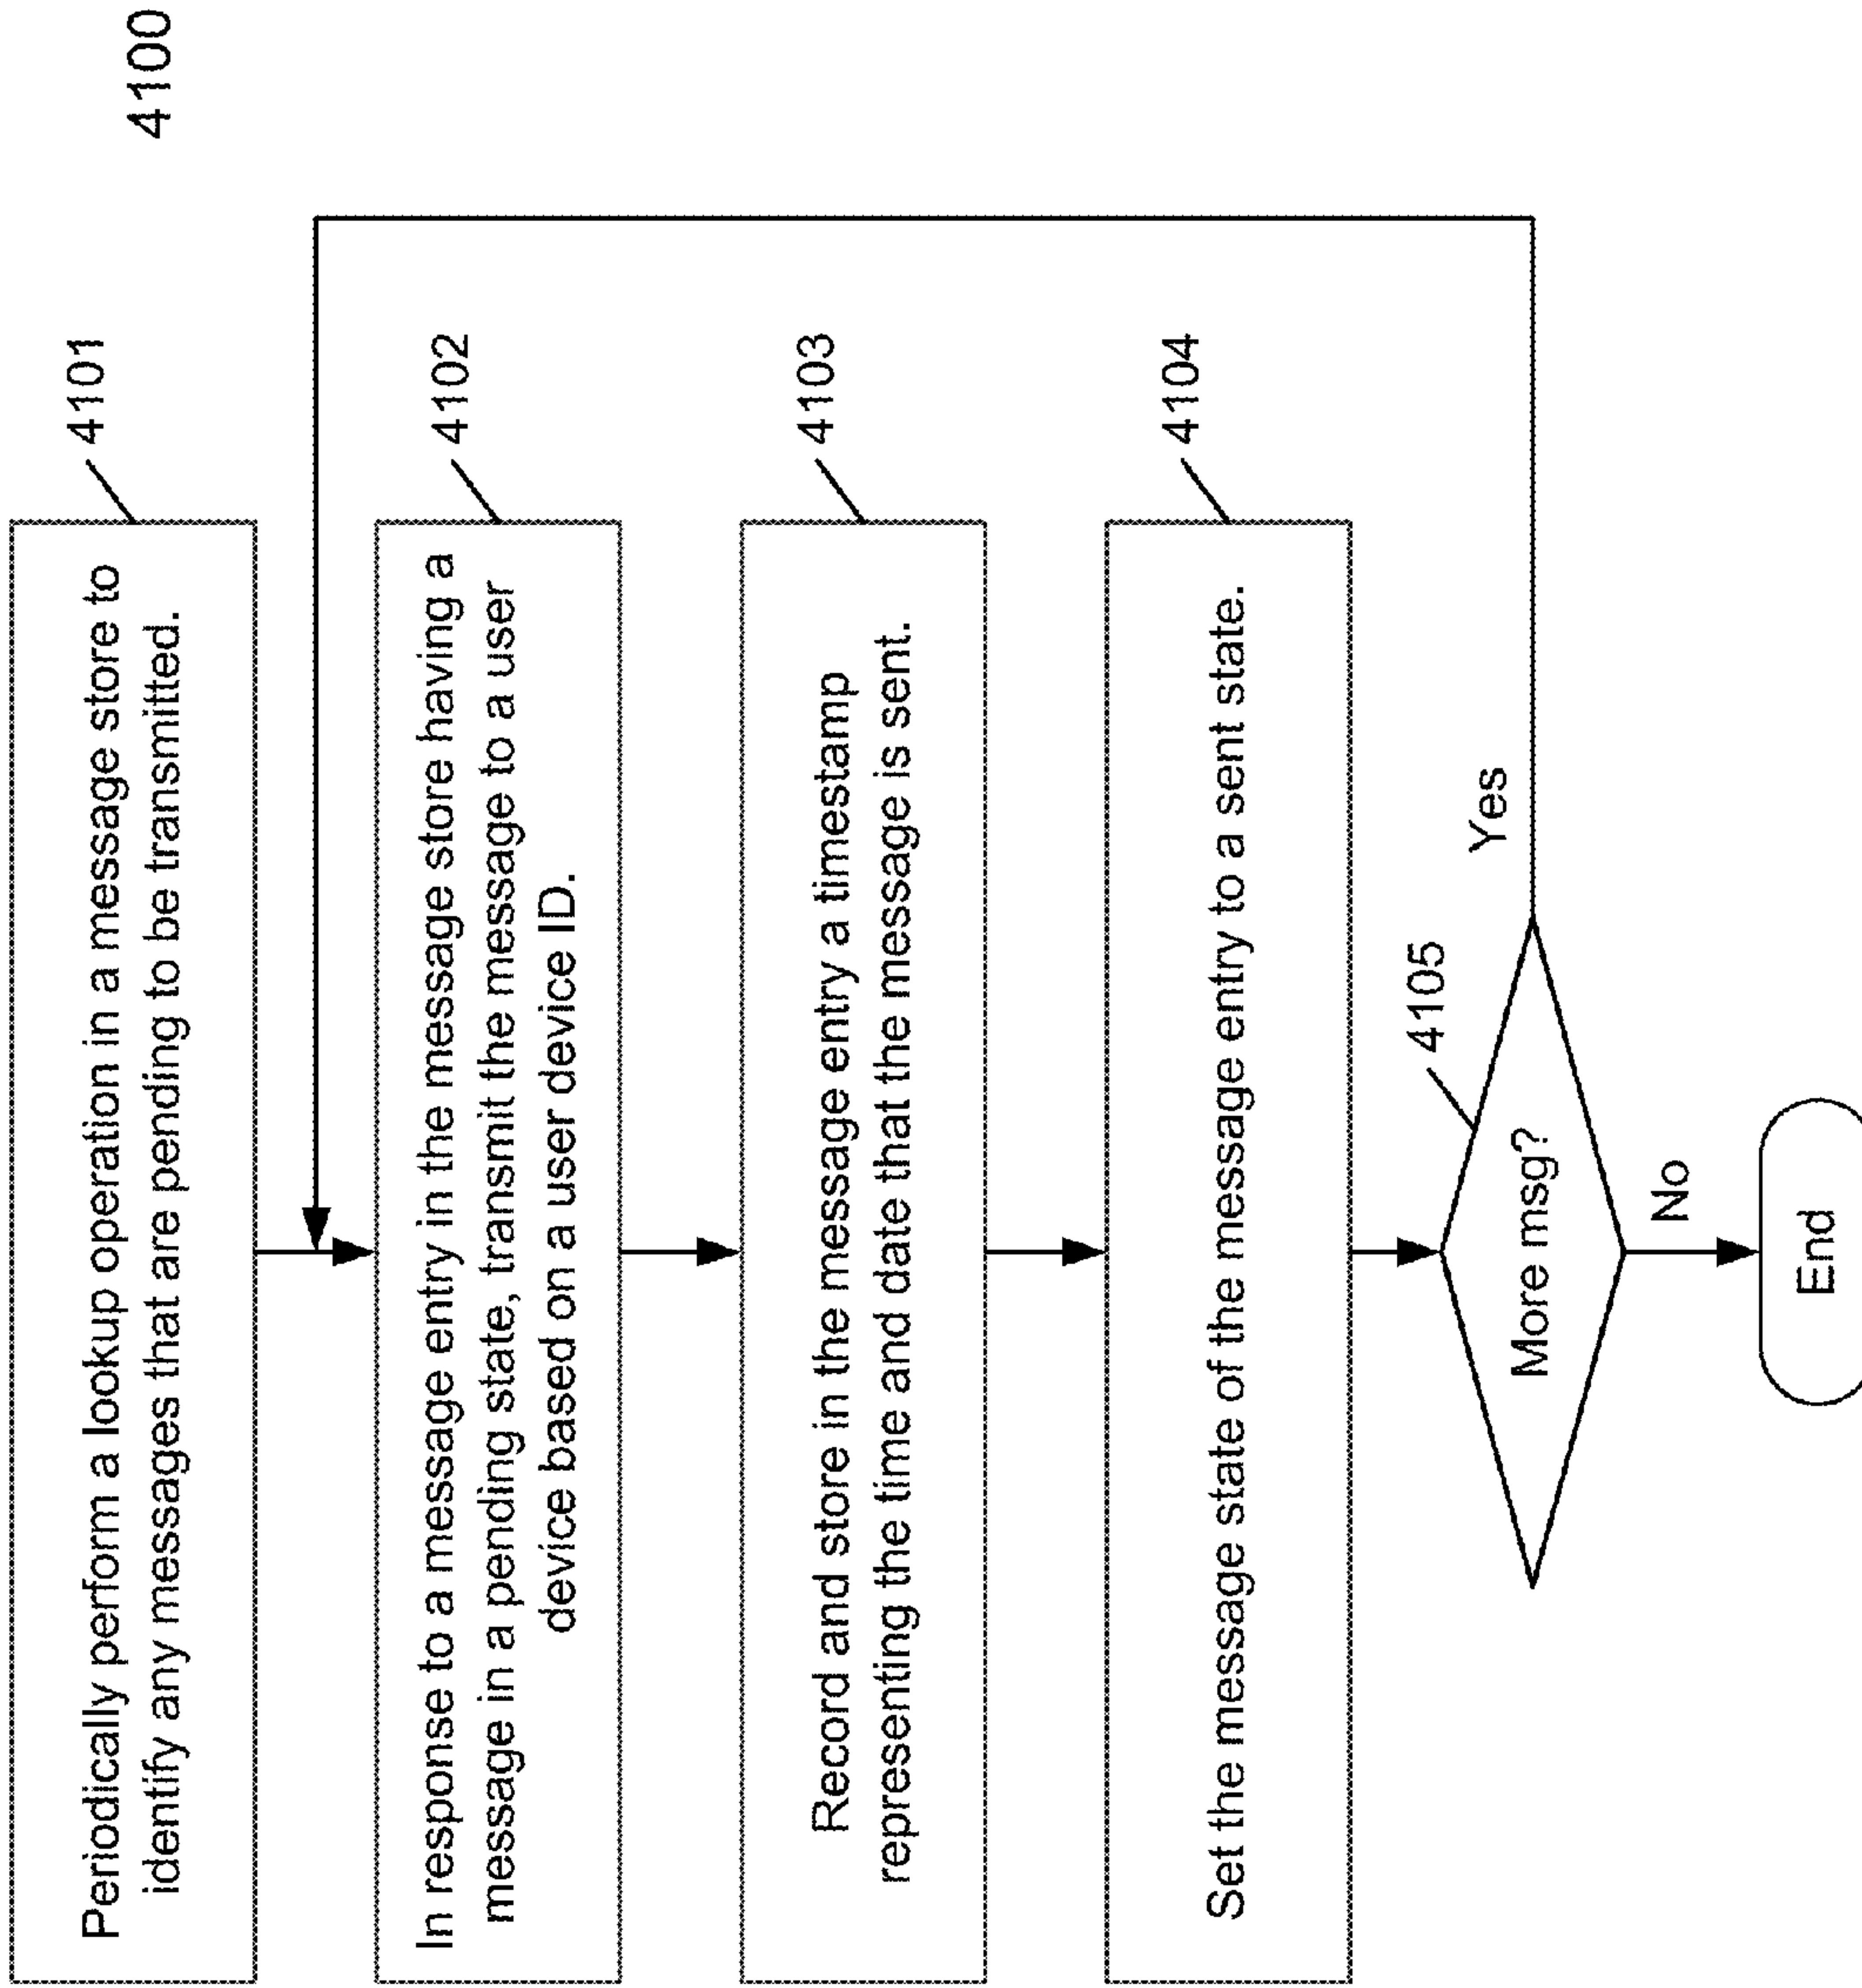 4100
4101
Periodically perform a lookup operation in a message store to
identify any messages that are pending to be transmitted.
4102
In response to a message entry in the message store having a
message in a pending state, transmit the message to a user
device based on a user device ID.
4103
Record and store in the message entry a timestamp
representing the time and date that the message is sent.
4104
Set the message state of the message entry to a sent state.
4105
More msg?
Yes
No
End